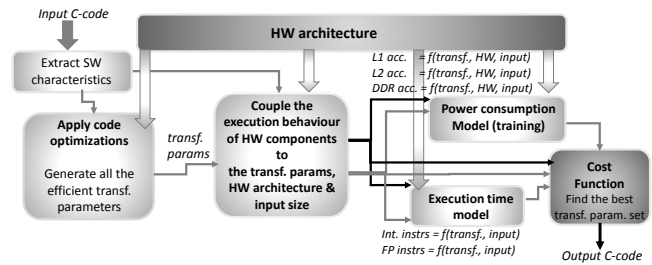 Input C-code
HW architecture
Extract SW
characteristics
L1 acc. = f(transf., HW, input)
L2 acc. = f(transf., HW, input)
DDR acc. = f(transf., HW, input)
Apply code
optimizations
Generate all the
efficient transf.
parameters
transf.
params
Couple the
execution behaviour
of HW components
to
the transf. params,
HW architecture &
input size
Power consumption
Model (training)
Execution time
model
Int. instrs = f(transf., input)
FP instrs = f(transf., input)
Cost
Function
Find the best
transf. param. set
Output C-code